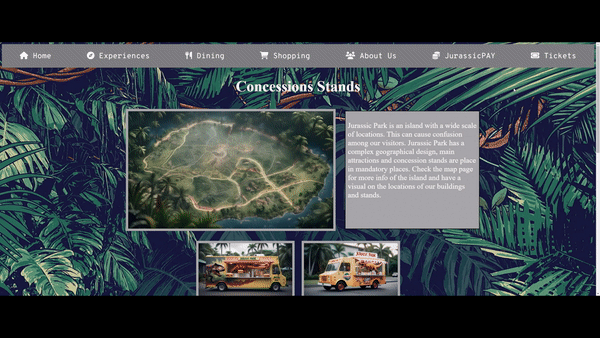 Home Experiences Dining Shopping About Us JurassicPAY Tickets
Concessions Stands
Jurassic Park is an island with a wide scale
of locations. This can cause confusion
among our visitors. Jurassic Park has a
complex geographical design, main
attractions and concession stands are place
in mandatory places. Check the map page
for more info of the island and have a
visual on the locations of our buildings
and stands.